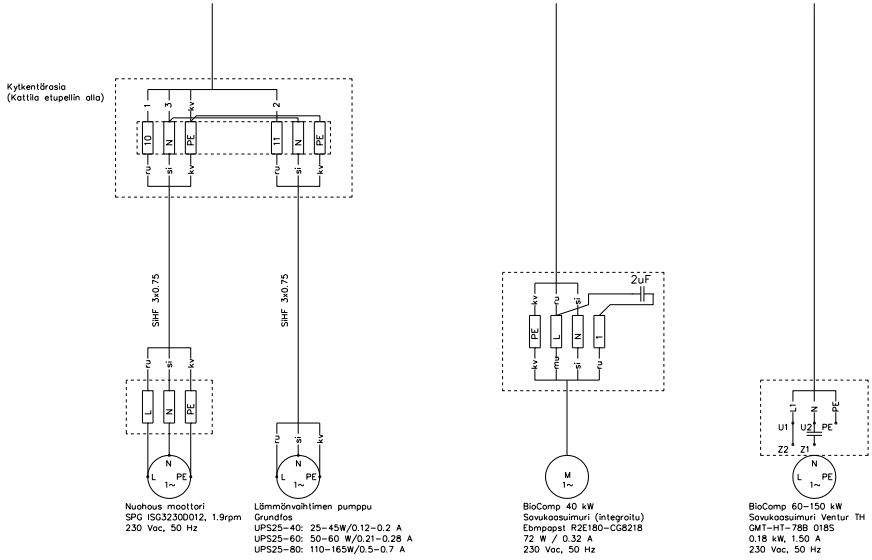 Kytkentärasia
(Kattila etupellin alla)
1
3
kv
2
10
N
PE
11
N
PE
ru
si
kv
ru
si
kv
SiHF 3x0.75
SiHF 3x0.75
ru
si
kv
L
N
PE
N
L
PE
1~
ru
si
kv
N
L
PE
1~
Nuohous moottori
SPG ISG3230D012, 1.9rpm
230 Vac, 50 Hz
Lämmönvaihtimen pumppu
Grundfos
UPS25-40: 25-45W/0.12-0.2 A
UPS25-60: 50-60 W/0.21-0.28 A
UPS25-80: 110-165W/0.5-0.7 A
2uF
kv
ru
si
PE
L
N
1
kv
mu
si
ru
M
1~
BioComp 40 kW
Savukaasuimuri (integroitu)
Ebmpapst R2E180-CG8218
72 W / 0.32 A
230 Vac, 50 Hz
L1
N
PE
U1
U2
PE
Z2
Z1
N
L
PE
1~
BioComp 60-150 kW
Savukaasuimuri Ventur TH
GMT-HT-78B 018S
0.18 kW, 1.50 A
230 Vac, 50 Hz